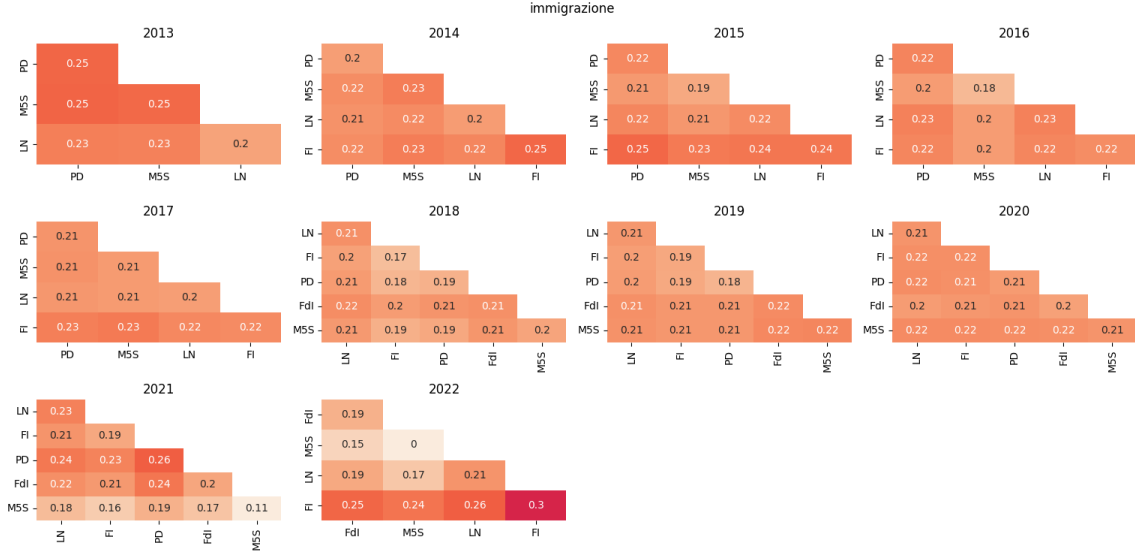 immigrazione
2013 2014 2015 2016
PD 0.25 PD 0.2 PD 0.22 PD 0.22
M5S 0.25 0.25 M5S 0.22 0.23 M5S 0.21 0.19 M5S 0.2 0.18
LN 0.23 0.23 0.2 LN 0.21 0.22 0.2 LN 0.22 0.21 0.22 LN 0.23 0.2 0.23
FI 0.22 0.23 0.22 0.25 FI 0.25 0.23 0.24 0.24 FI 0.22 0.2 0.22 0.22
PD M5S LN PD M5S LN FI PD M5S LN FI PD M5S LN FI
2017 2018 2019 2020
PD 0.21
M5S 0.21 0.21
LN 0.21 0.21 0.2
FI 0.23 0.23 0.22 0.22
PD M5S LN FI
LN 0.21
FI 0.2 0.17
PD 0.21 0.18 0.19
FdI 0.22 0.2 0.21 0.21
M5S 0.21 0.19 0.19 0.21 0.2
LN FI PD FdI M5S
LN 0.21
FI 0.2 0.19
PD 0.2 0.19 0.18
FdI 0.21 0.21 0.21 0.22
M5S 0.21 0.21 0.21 0.22 0.22
LN FI PD FdI M5S
LN 0.21
FI 0.22 0.22
PD 0.22 0.21 0.21
FdI 0.2 0.21 0.21 0.2
M5S 0.22 0.22 0.22 0.22 0.21
LN FI PD FdI M5S
2021 2022
LN 0.23
FI 0.21 0.19
PD 0.24 0.23 0.26
FdI 0.22 0.21 0.24 0.2
M5S 0.18 0.16 0.19 0.17 0.11
LN FI PD FdI M5S
FdI 0.19
M5S 0.15 0
LN 0.19 0.17 0.21
FI 0.25 0.24 0.26 0.3
FdI M5S LN FI